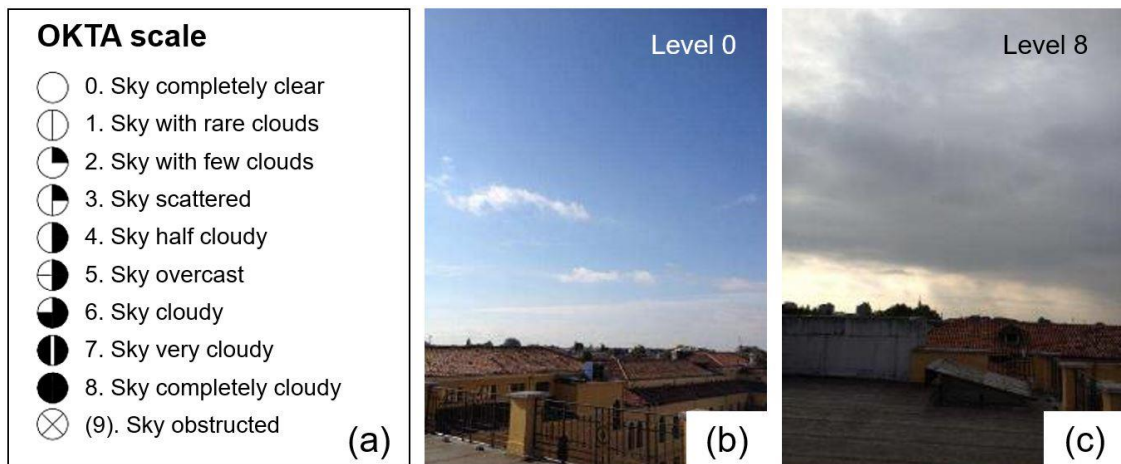 OKTA scale
0. Sky completely clear
1. Sky with rare clouds
2. Sky with few clouds
3. Sky scattered
4. Sky half cloudy
5. Sky overcast
6. Sky cloudy
7. Sky very cloudy
8. Sky completely cloudy
(9). Sky obstructed
(a)
Level 0
(b)
Level 8
(c)